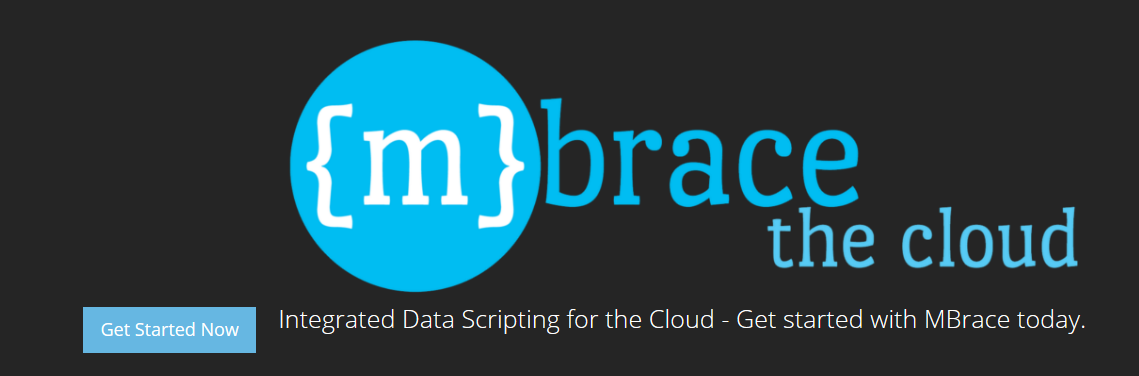 {m}brace
the cloud
Get Started Now
Integrated Data Scripting for the Cloud - Get started with MBrace today.